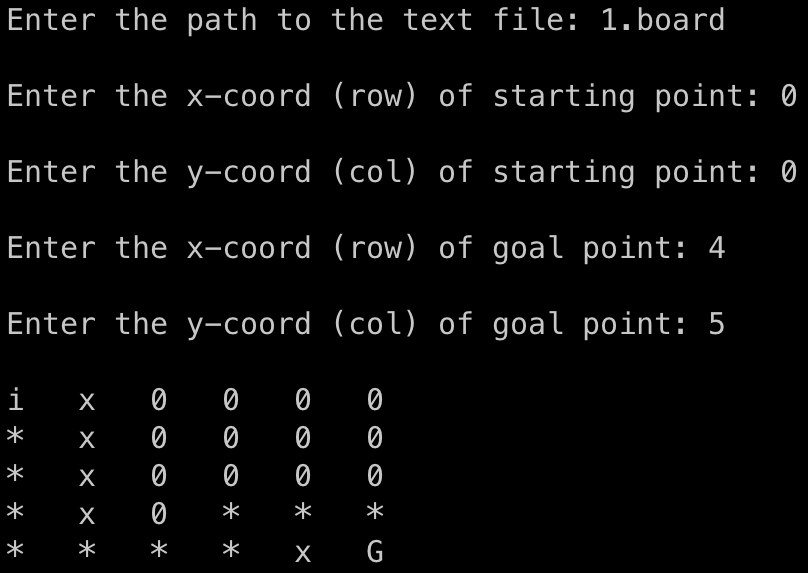 Enter the path to the text file: 1.board
Enter the x-coord (row) of starting point: 0
Enter the y-coord (col) of starting point: 0
Enter the x-coord (row) of goal point: 4
Enter the y-coord (col) of goal point: 5
i x 0 0 0 0
* x 0 0 0 0
* x 0 0 0 0
* x 0 * * *
* * * * x G